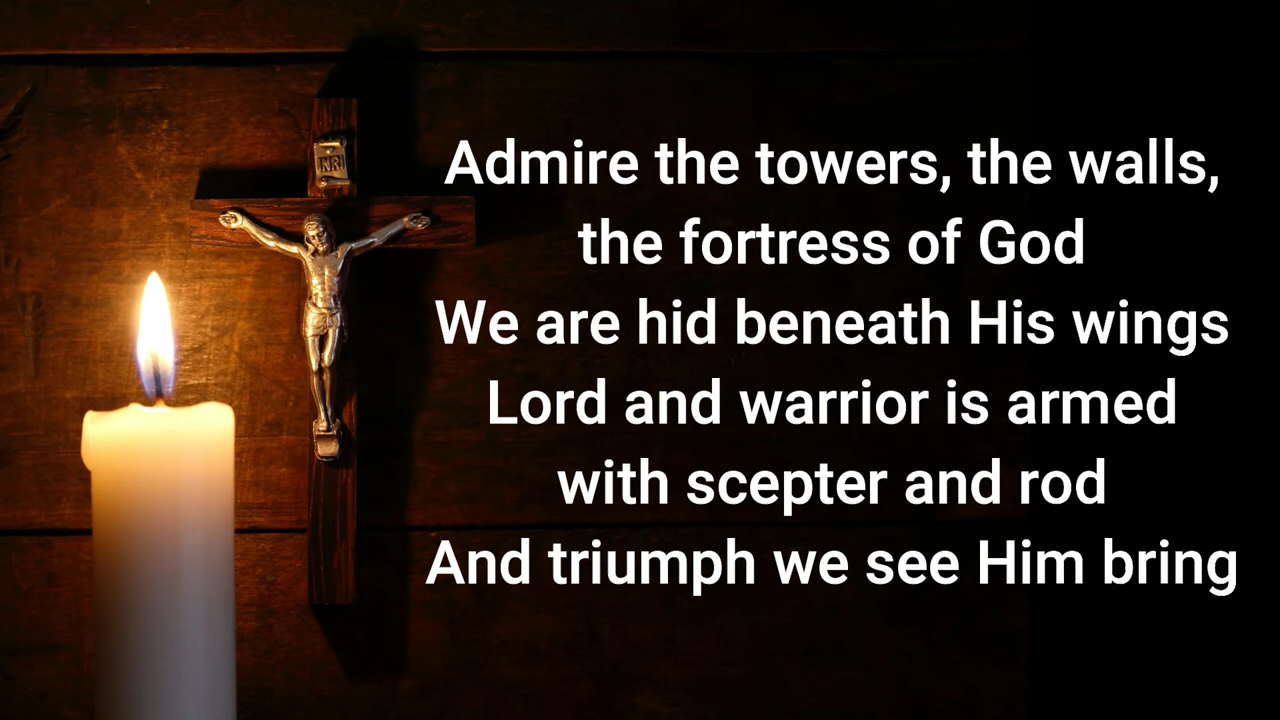 INRI
Admire the towers, the walls,
the fortress of God
We are hid beneath His wings
Lord and warrior is armed
with scepter and rod
And triumph we see Him bring